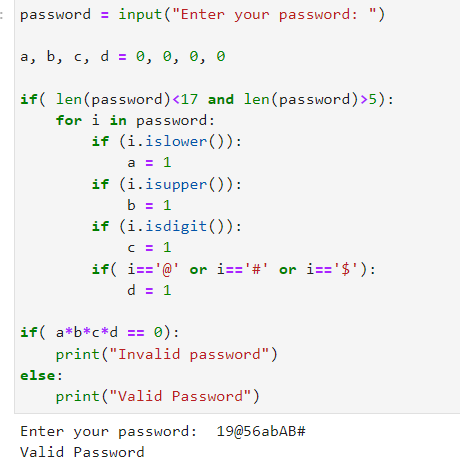 password = input("Enter your password: ")
a, b, c, d = 0, 0, 0, 0
if( len(password)<17 and len(password)>5):
    for i in password:
        if (i.islower()):
            a = 1
        if (i.isupper()):
            b = 1
        if (i.isdigit()):
            c = 1
        if( i=='@' or i=='#' or i=='$'):
            d = 1
if( a*b*c*d == 0):
    print("Invalid password")
else:
    print("Valid Password")
Enter your password:  19@56abAB#
Valid Password